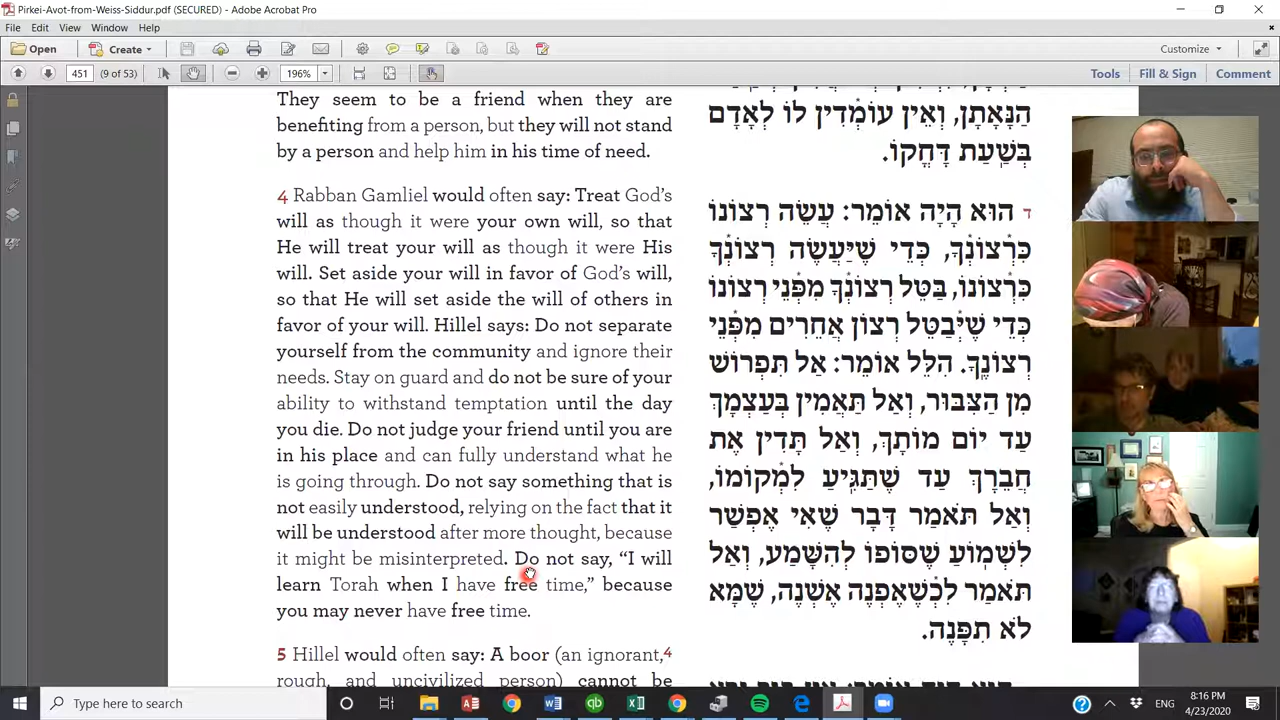 Pirkei-Avot-from-Weiss-Siddur.pdf (SECURED) - Adobe Acrobat Pro
File Edit View Window Help
Open Create Customize
451 (9 of 53) 196% Tools Fill & Sign Comment
They seem to be a friend when they are
benefiting from a person, but they will not stand
by a person and help him in his time of need.
4 Rabban Gamliel would often say: Treat God's
will as though it were your own will, so that
He will treat your will as though it were His
will. Set aside your will in favor of God's will,
so that He will set aside the will of others in
favor of your will. Hillel says: Do not separate
yourself from the community and ignore their
needs. Stay on guard and do not be sure of your
ability to withstand temptation until the day
you die. Do not judge your friend until you are
in his place and can fully understand what he
is going through. Do not say something that is
not easily understood, relying on the fact that it
will be understood after more thought, because
it might be misinterpreted. Do not say, “I will
learn Torah when I have free time,” because
you may never have free time.
5 Hillel would often say: A boor (an ignorant,4
rough, and uncivilized person) cannot be
הַנָּאָתָן, וְאֵין עוֹמְדִין לוֹ לְאָדָם
בְּשְׁעַת דָּחֳקוֹ.
ד הוּא הָיָה אוֹמֵר: עֲשֵׂה רְצוֹנוֹ
כִּרְצוֹנְךָ, כְּדֵי שֶׁיַּעֲשֶׂה רְצוֹנְךָ
כִּרְצוֹנוֹ, בַּטֵּל רְצוֹנְךָ מִפְּנֵי רְצוֹנוֹ
כְּדֵי שֶׁיְּבַטֵּל רְצוֹן אֲחֵרִים מִפְּנֵי
רְצוֹנֶךָ. הִלֵּל אוֹמֵר: אַל תִּפְרוֹשׁ
מִן הַצִּבּוּר, וְאַל תַּאֲמִין בְּעַצְמָךְ
עַד יוֹם מוֹתָךְ, וְאַל תָּדִין אֶת
חֲבֵרָךְ עַד שֶׁתַּגִּיעַ לִמְקוֹמוֹ,
וְאַל תֹּאמַר דָּבָר שֶׁאִי אֶפְשַׁר
לִשְׁמוֹעַ שֶׁסּוֹפוֹ לְהִשָּׁמַע, וְאַל
תֹּאמַר לִכְשֶׁאֶפְנֶה אֶשְׁנֶה, שֶׁמָּא
לֹא תִפָּנֶה.
Type here to search
ENG 8:16 PM
4/23/2020